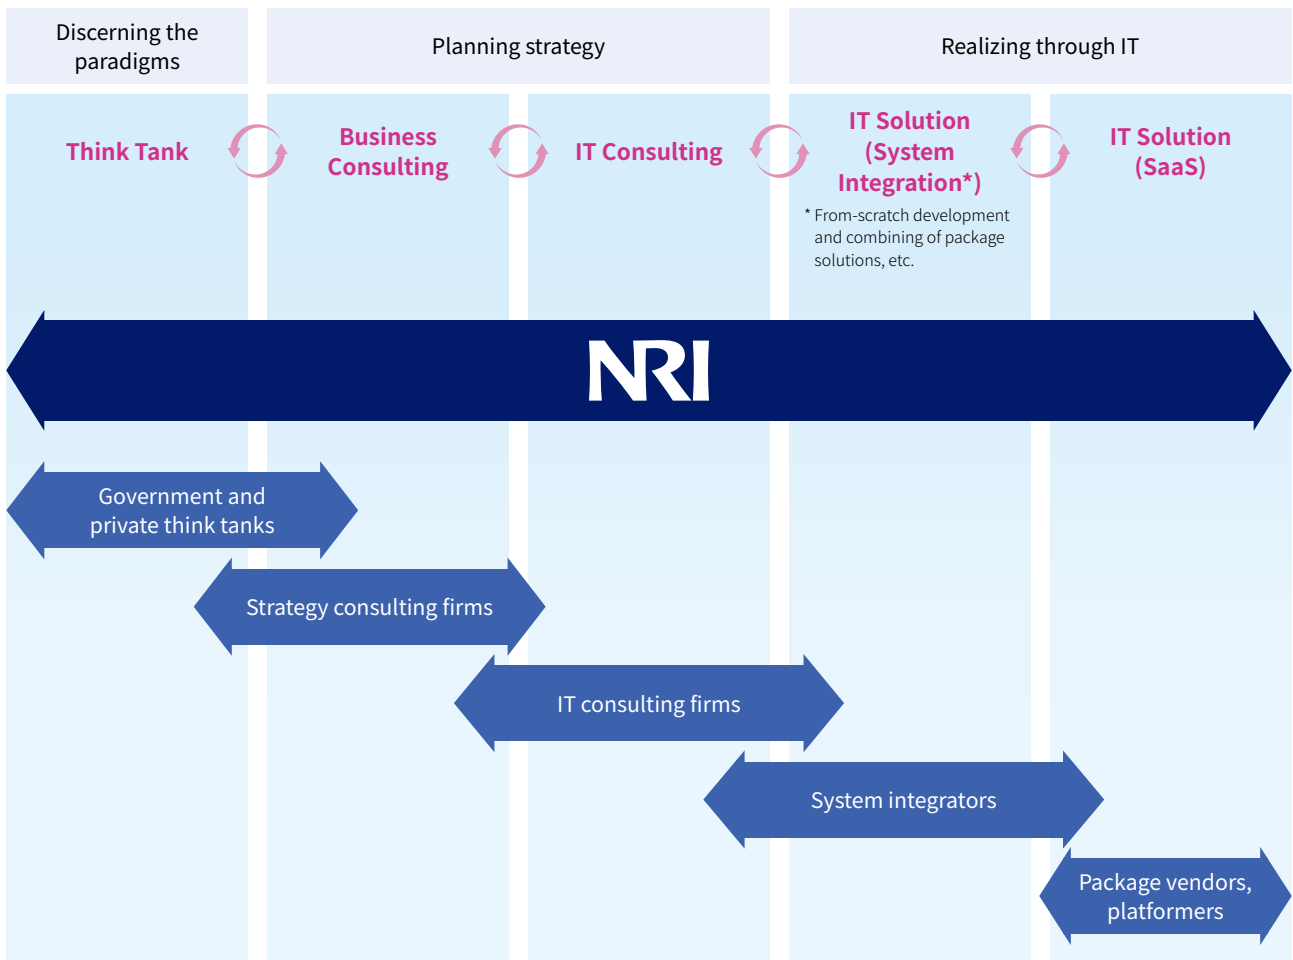 Discerning the
paradigms
Planning strategy
Realizing through IT
Think Tank
Business
Consulting
IT Consulting
IT Solution
(System
Integration*)
* From-scratch development
and combining of package
solutions, etc.
IT Solution
(SaaS)
NRI
Government and
private think tanks
Strategy consulting firms
IT consulting firms
System integrators
Package vendors,
platformers